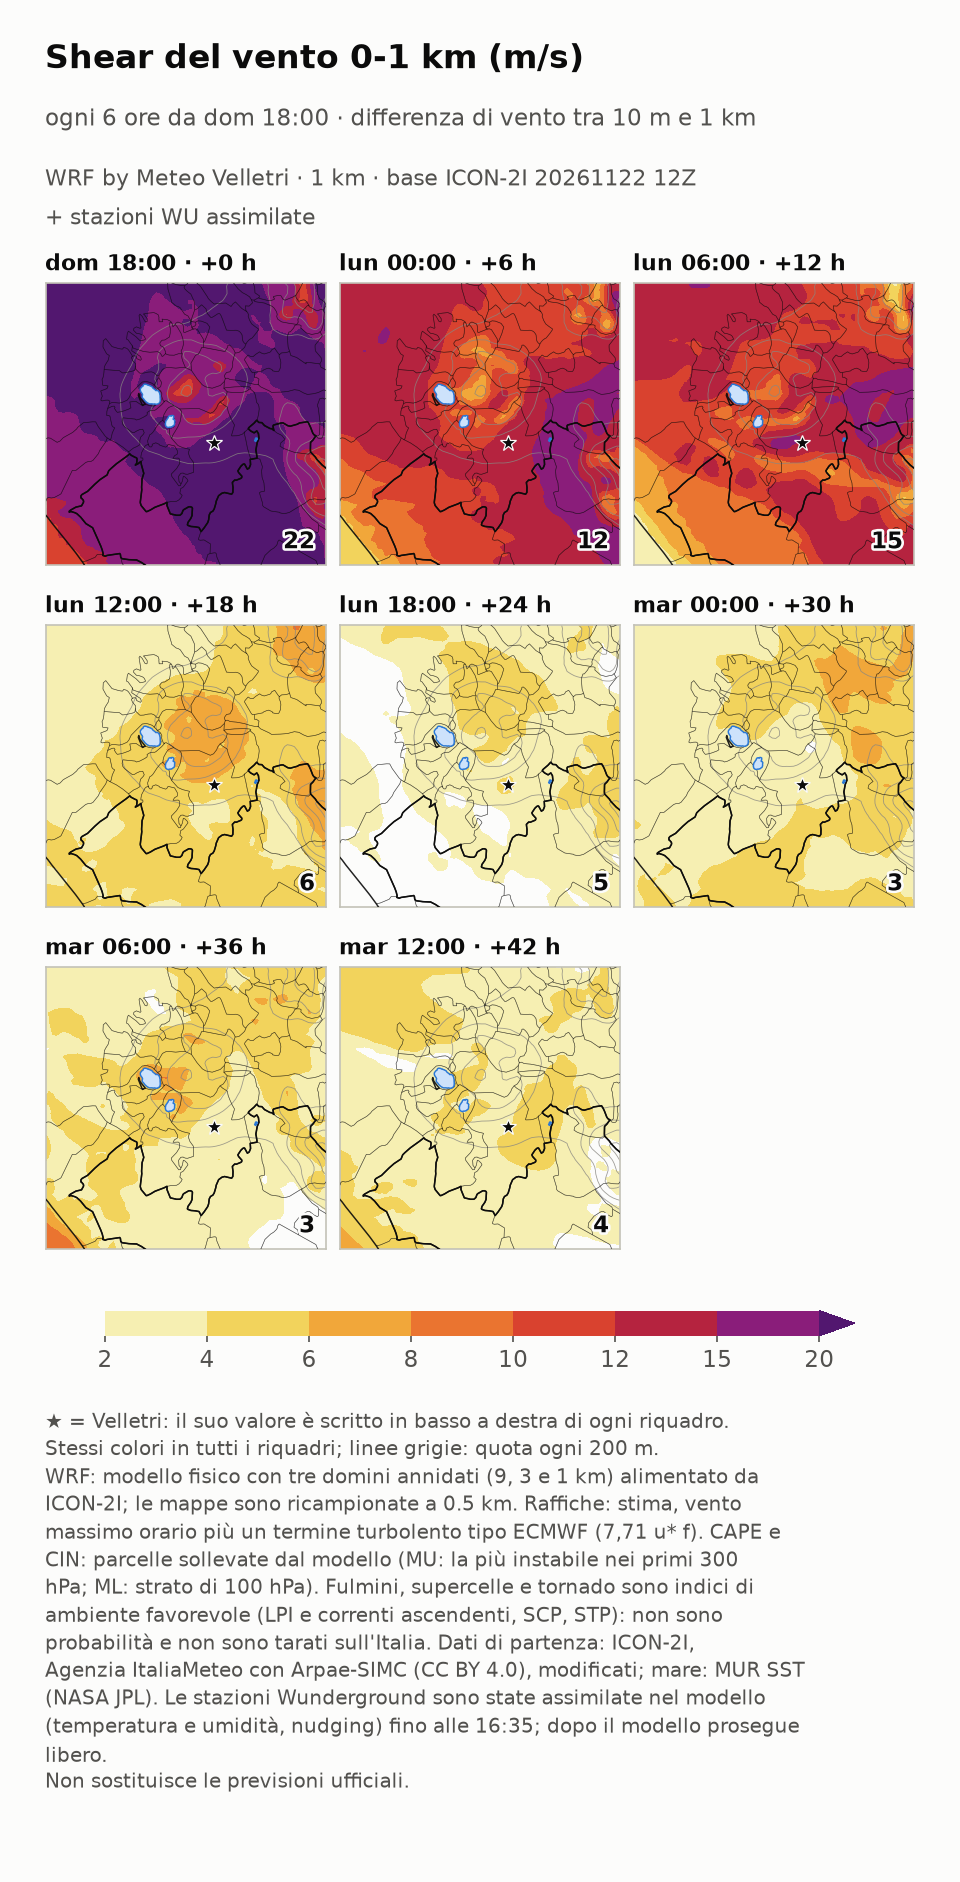 Shear del vento 0-1 km (m/s)
ogni 6 ore da dom 18:00 · differenza di vento tra 10 m e 1 km
WRF by Meteo Velletri · 1 km · base ICON-2I 20261122 12Z
+ stazioni WU assimilate
dom 18:00 · +0 h
lun 00:00 · +6 h
lun 06:00 · +12 h
22
12
15
lun 12:00 · +18 h
lun 18:00 · +24 h
mar 00:00 · +30 h
6
5
3
mar 06:00 · +36 h
mar 12:00 · +42 h
3
4
2 4 6 8 10 12 15 20
★ = Velletri: il suo valore è scritto in basso a destra di ogni riquadro.
Stessi colori in tutti i riquadri; linee grigie: quota ogni 200 m.
WRF: modello fisico con tre domini annidati (9, 3 e 1 km) alimentato da
ICON-2I; le mappe sono ricampionate a 0.5 km. Raffiche: stima, vento
massimo orario più un termine turbolento tipo ECMWF (7,71 u* f). CAPE e
CIN: parcelle sollevate dal modello (MU: la più instabile nei primi 300
hPa; ML: strato di 100 hPa). Fulmini, supercelle e tornado sono indici di
ambiente favorevole (LPI e correnti ascendenti, SCP, STP): non sono
probabilità e non sono tarati sull'Italia. Dati di partenza: ICON-2I,
Agenzia ItaliaMeteo con Arpae-SIMC (CC BY 4.0), modificati; mare: MUR SST
(NASA JPL). Le stazioni Wunderground sono state assimilate nel modello
(temperatura e umidità, nudging) fino alle 16:35; dopo il modello prosegue
libero.
Non sostituisce le previsioni ufficiali.